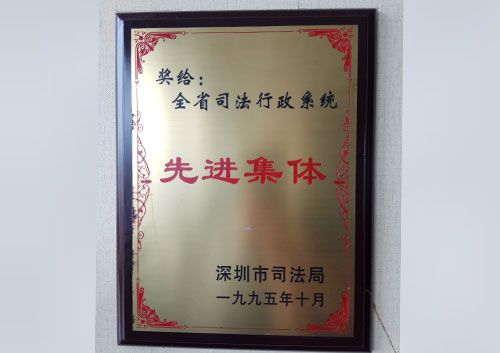 奖给：
全省司法行政系统
先进集体
深圳市司法局
一九九五年十月